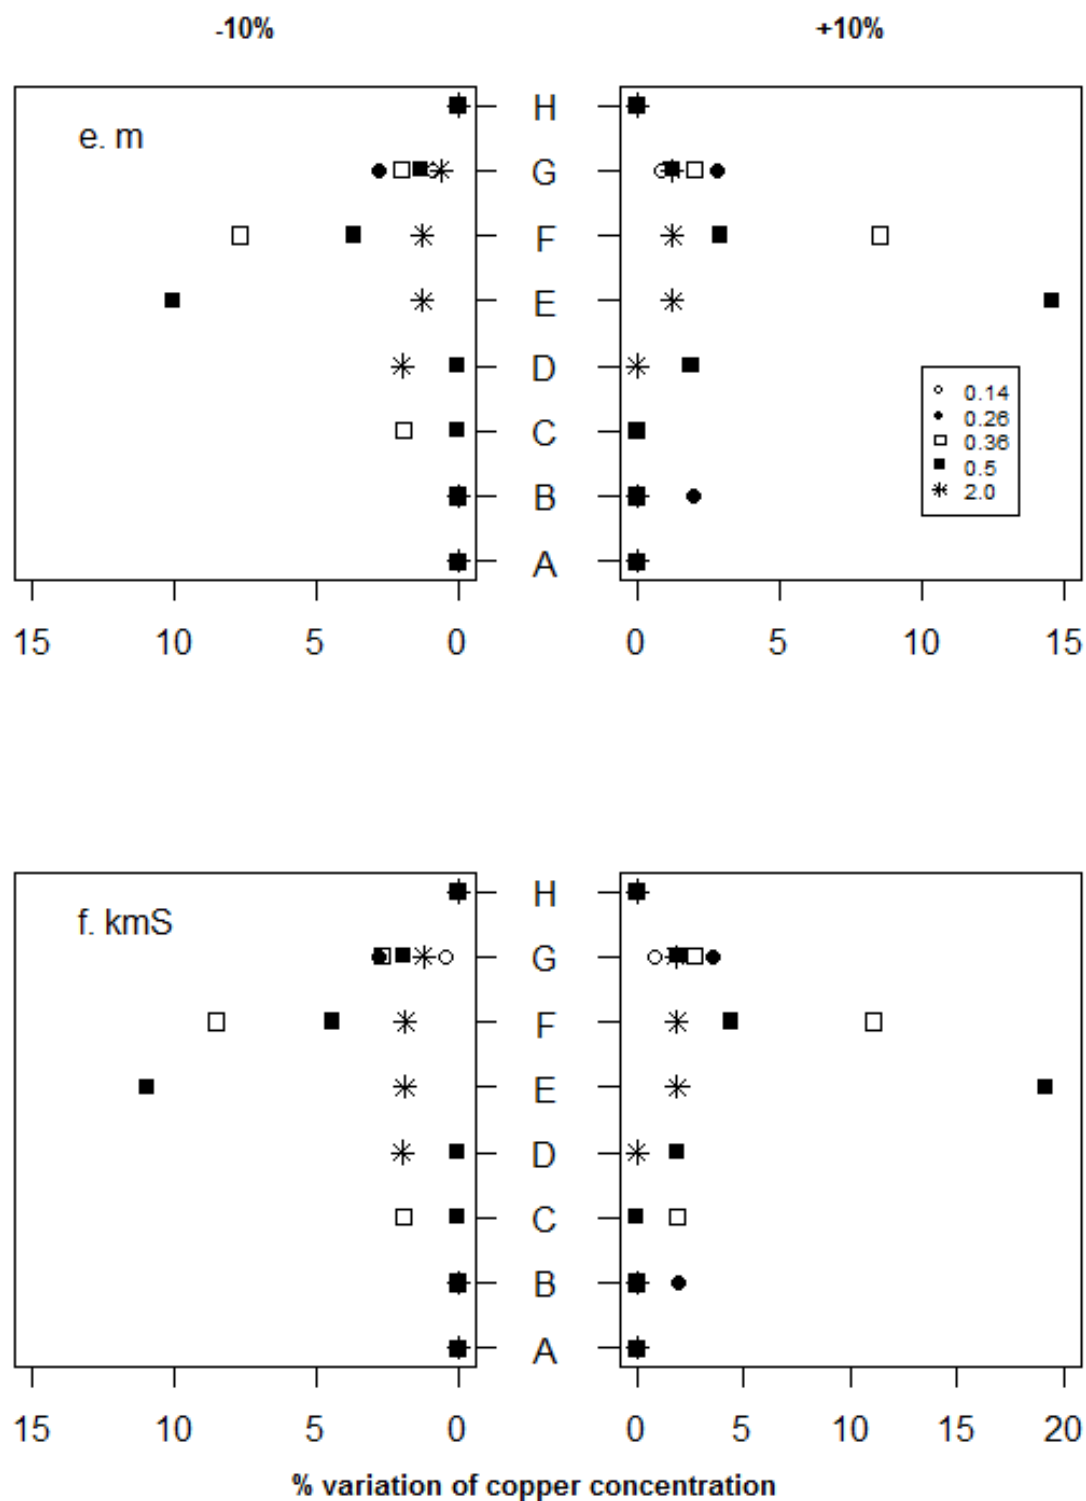 -10% +10%
e. m
H
G
F
E
D
C
B
A
0.14
0.26
0.36
0.5
2.0
15 10 5 0 0 5 10 15
f. kmS
H
G
F
E
D
C
B
A
15 10 5 0 0 5 10 15 20
% variation of copper concentration